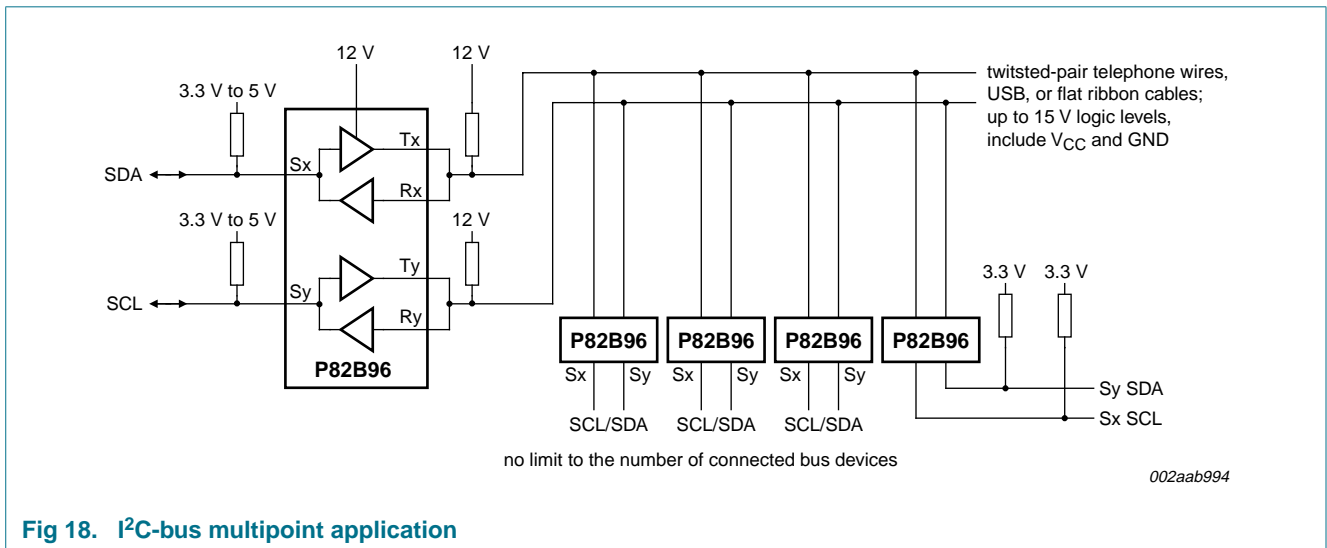 12 V
12 V
3.3 V to 5 V
twitsted-pair telephone wires,
USB, or flat ribbon cables;
up to 15 V logic levels,
include VCC and GND
Tx
Sx
SDA
Rx
3.3 V to 5 V
12 V
Ty
Sy
SCL
Ry
P82B96
3.3 V 3.3 V
P82B96 P82B96 P82B96 P82B96
Sx Sy Sx Sy Sx Sy
Sy SDA
Sx SCL
SCL/SDA SCL/SDA SCL/SDA
no limit to the number of connected bus devices
002aab994
Fig 18. I²C-bus multipoint application